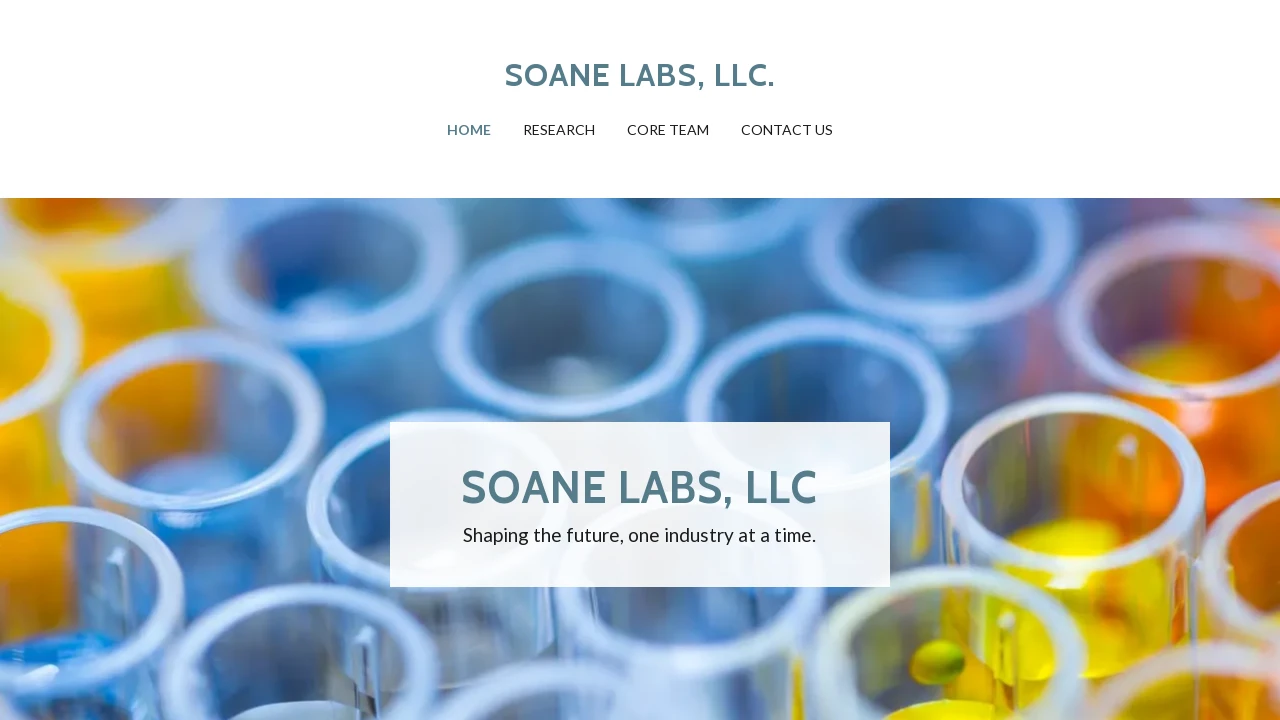 SOANE LABS, LLC.
HOME RESEARCH CORE TEAM CONTACT US
SOANE LABS, LLC
Shaping the future, one industry at a time.